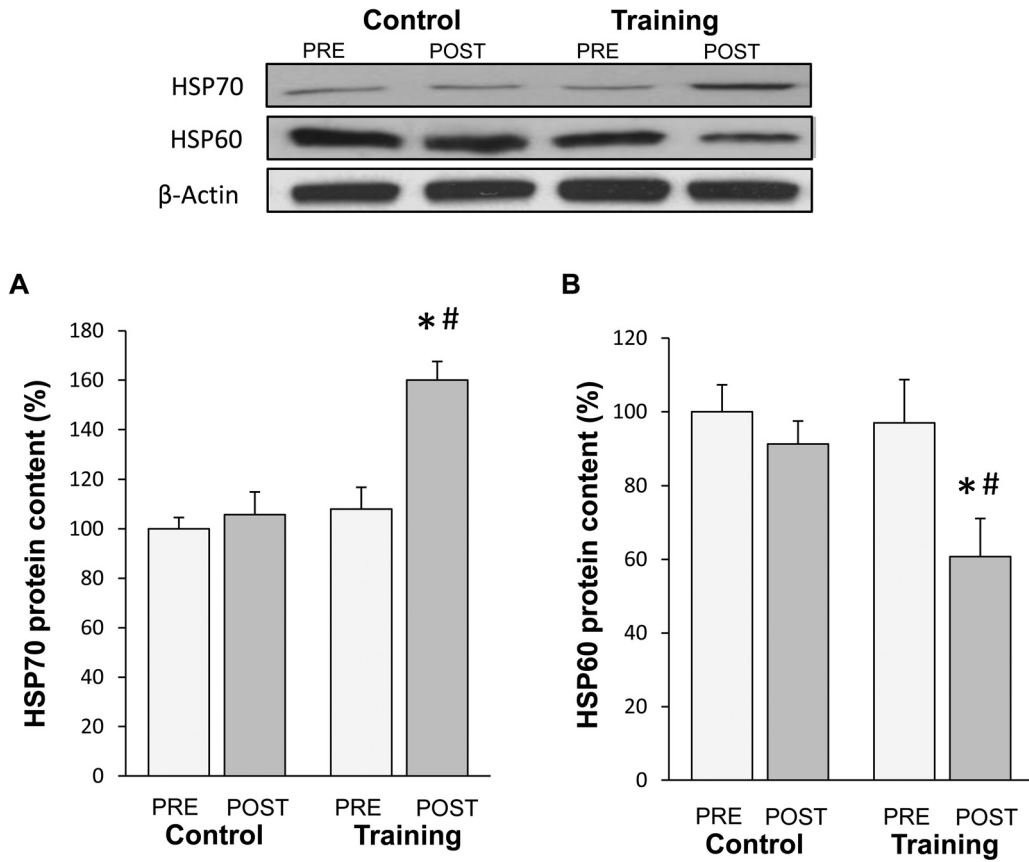 Control Training
PRE POST PRE POST
HSP70
HSP60
β-Actin
A
HSP70 protein content (%)
180
160
140
120
100
80
60
40
20
0
*#
PRE POST PRE POST
Control Training
B
HSP60 protein content (%)
120
100
80
60
40
20
0
*#
PRE POST PRE POST
Control Training